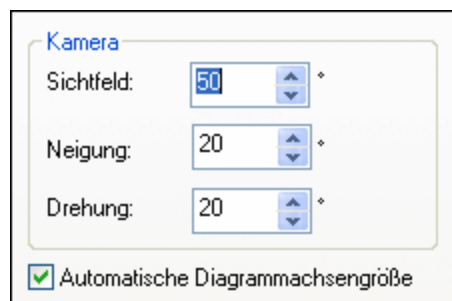 Kamera
Sichtfeld: 50 °
Neigung: 20 °
Drehung: 20 °
Automatische Diagrammachsengröße